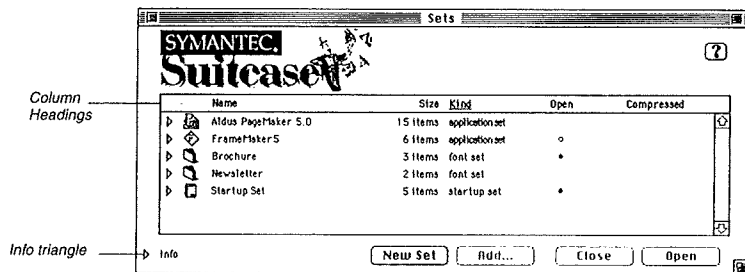 Sets
SYMANTEC.
Suitcase
?
Column Headings
Name Size Kind Open Compressed
Aldus PageMaker 5.0 15 items application set
FrameMaker5 6 items application set
Brochure 3 items font set
Newsletter 2 items font set
Startup Set 5 items startup set
Info triangle
Info
New Set Add... Close Open